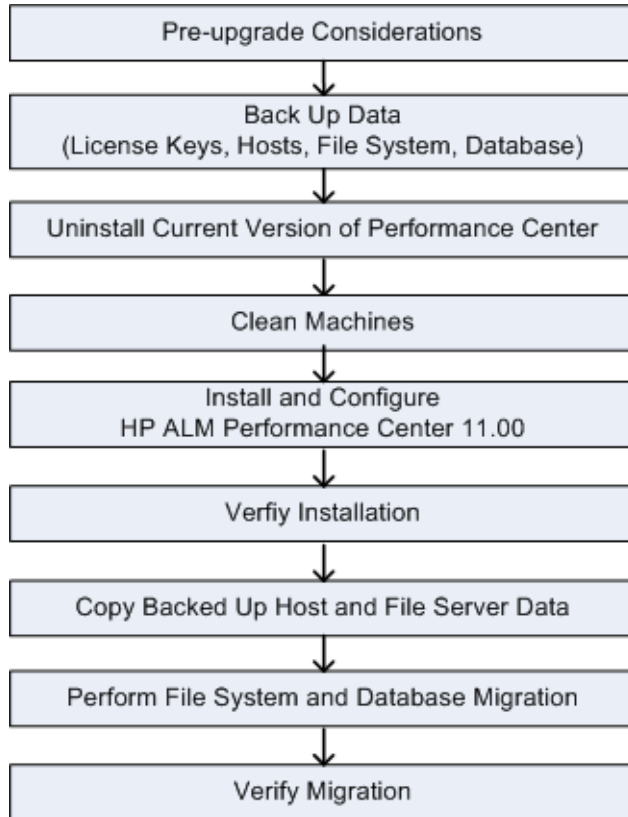 Pre-upgrade Considerations
Back Up Data
(License Keys, Hosts, File System, Database)
Uninstall Current Version of Performance Center
Clean Machines
Install and Configure
HP ALM Performance Center 11.00
Verfiy Installation
Copy Backed Up Host and File Server Data
Perform File System and Database Migration
Verify Migration